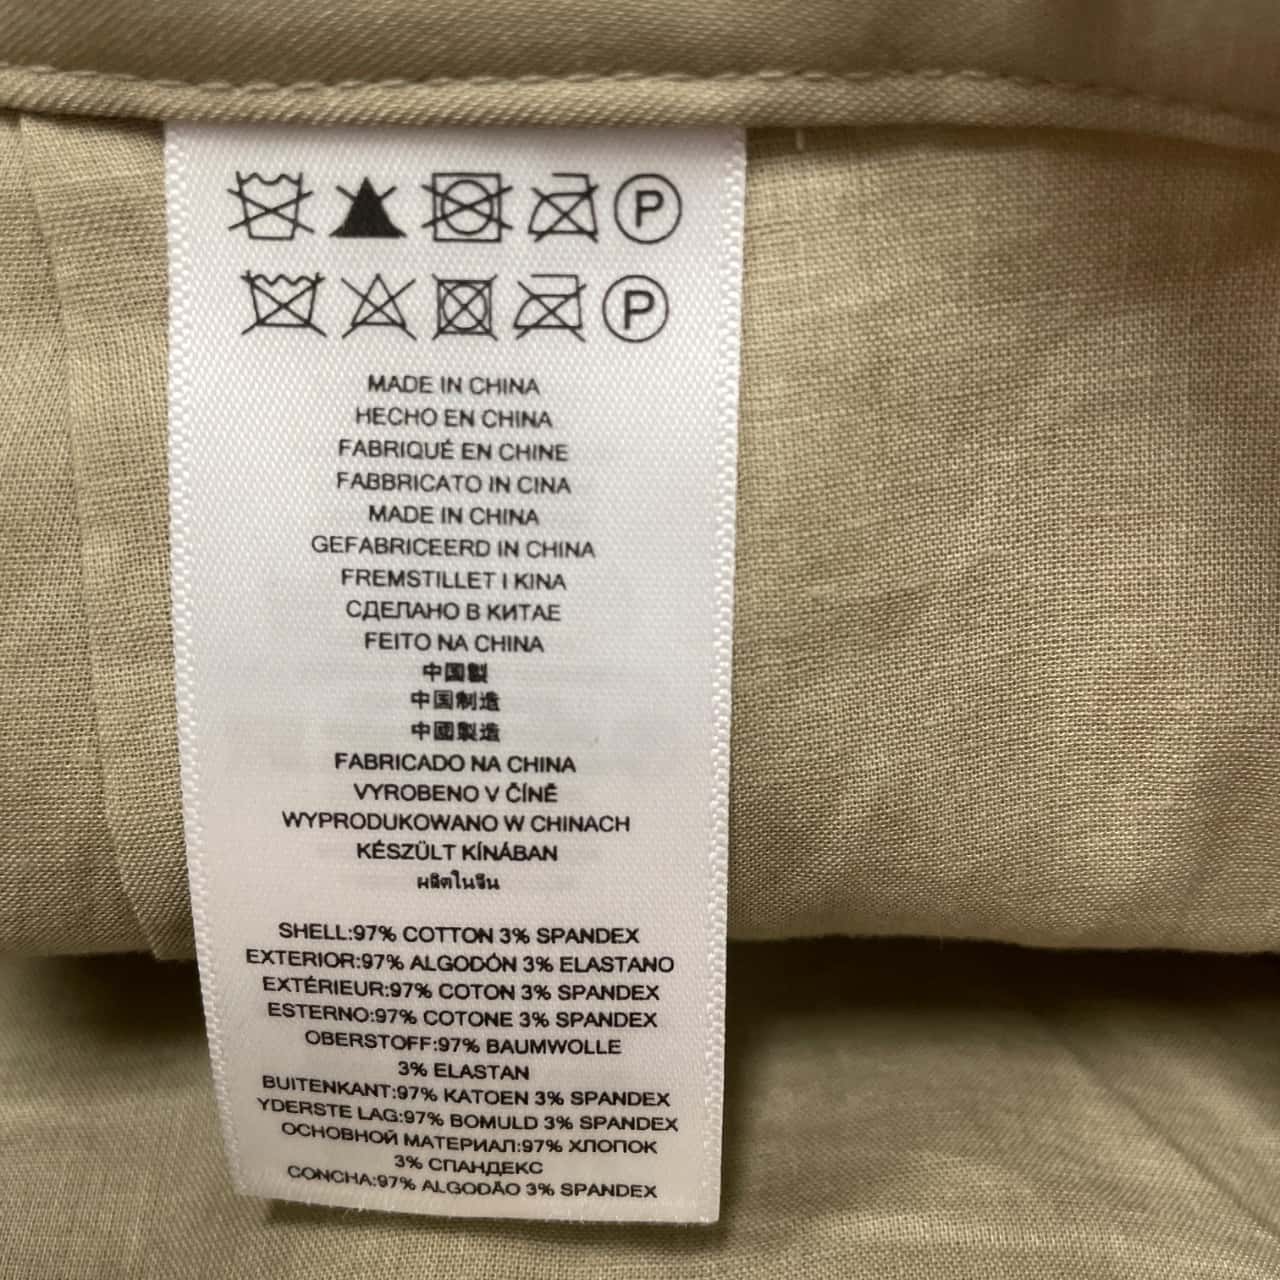 P
P
MADE IN CHINA
HECHO EN CHINA
FABRIQUÉ EN CHINE
FABBRICATO IN CINA
MADE IN CHINA
GEFABRICEERD IN CHINA
FREMSTILLET I KINA
СДЕЛАНО В КИТАЕ
FEITO NA CHINA
中国製
中国制造
中國製造
FABRICADO NA CHINA
VYROBENO V ČÍNĚ
WYPRODUKOWANO W CHINACH
KÉSZÜLT KÍNÁBAN
ผลิตในจีน
SHELL:97% COTTON 3% SPANDEX
EXTERIOR:97% ALGODÓN 3% ELASTANO
EXTÉRIEUR:97% COTON 3% SPANDEX
ESTERNO:97% COTONE 3% SPANDEX
OBERSTOFF:97% BAUMWOLLE
3% ELASTAN
BUITENKANT:97% KATOEN 3% SPANDEX
YDERSTE LAG:97% BOMULD 3% SPANDEX
ОСНОВНОЙ МАТЕРИАЛ:97% ХЛОПОК
3% СПАНДЕКС
CONCHA:97% ALGODÃO 3% SPANDEX